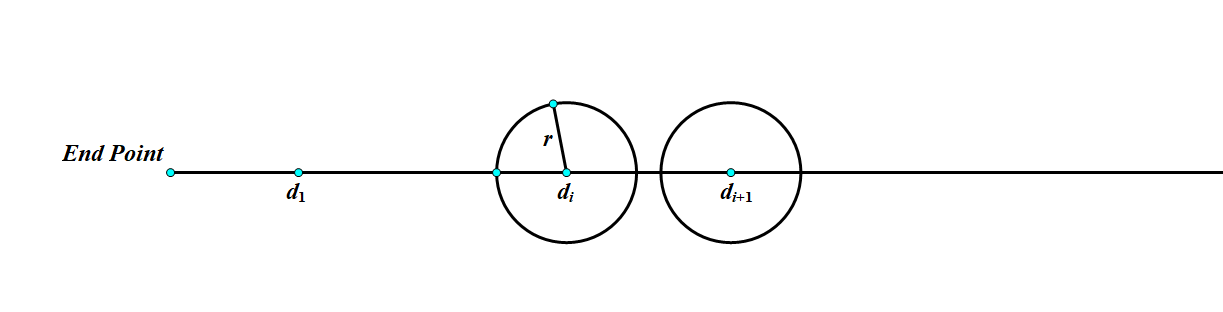 End Point
r
d₁
dᵢ
dᵢ₊₁